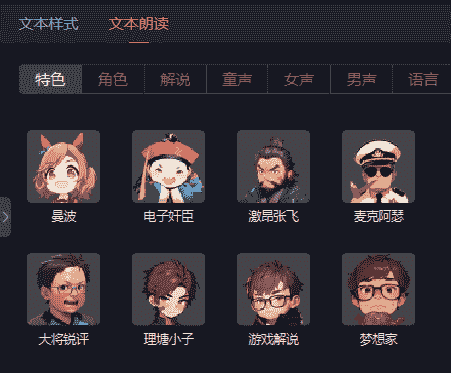 文本样式 文本朗读
特色 角色 解说 童声 女声 男声 语言
曼波 电子奸臣 激昂张飞 麦克阿瑟
大将锐评 理塘小子 游戏解说 梦想家